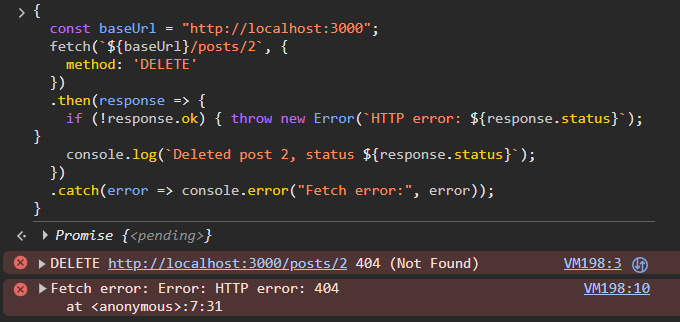 {
  const baseUrl = "http://localhost:3000";
  fetch(`${baseUrl}/posts/2`, {
    method: 'DELETE'
  })
  .then(response => {
    if (!response.ok) { throw new Error(`HTTP error: ${response.status}`);
}
    console.log(`Deleted post 2, status ${response.status}`);
  })
  .catch(error => console.error("Fetch error:", error));
}
Promise {<pending>}
DELETE http://localhost:3000/posts/2 404 (Not Found) VM198:3
Fetch error: Error: HTTP error: 404 VM198:10
    at <anonymous>:7:31